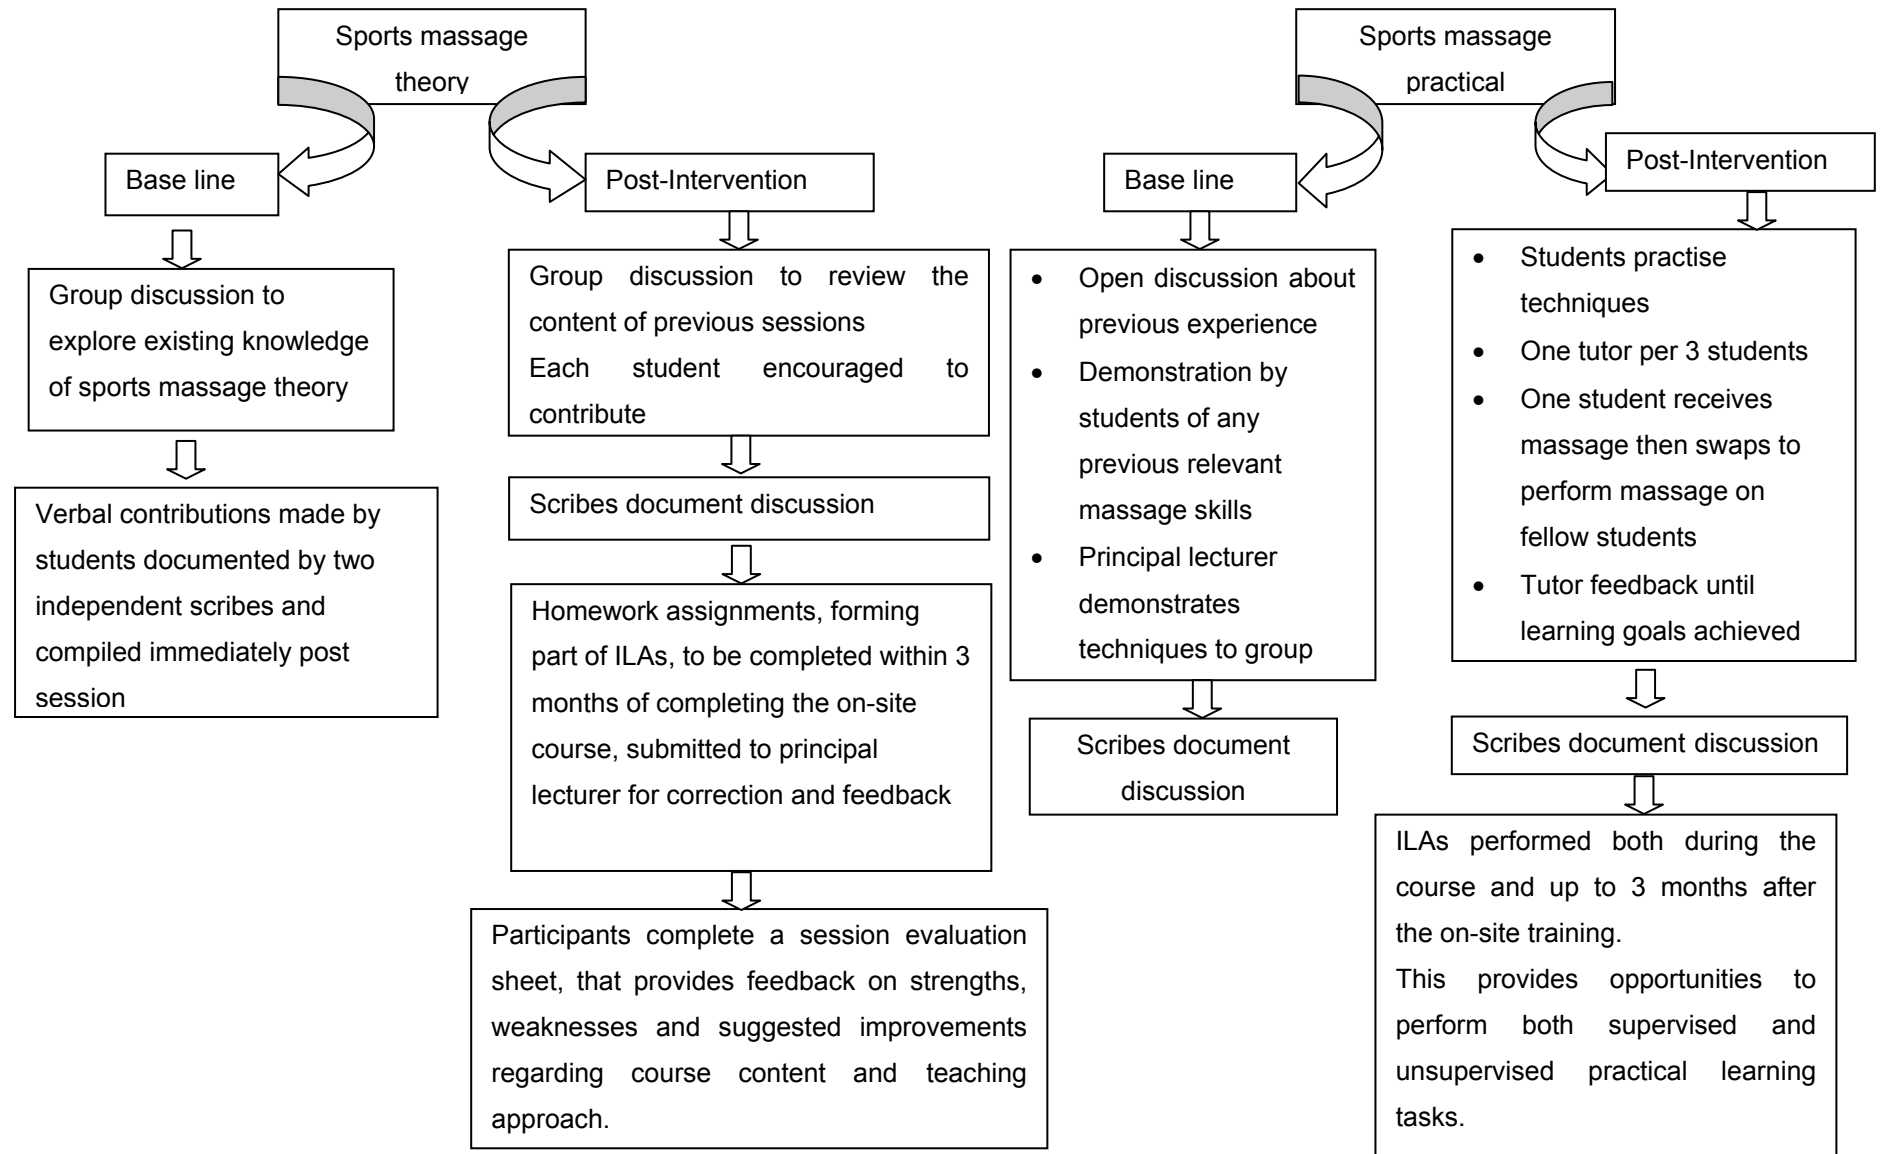 Sports massage
theory
Base line
Group discussion to
explore existing knowledge
of sports massage theory
Verbal contributions made by
students documented by two
independent scribes and
compiled immediately post
session
Post-Intervention
Group discussion to review the
content of previous sessions
Each student encouraged to
contribute
Scribes document discussion
Homework assignments, forming
part of ILAs, to be completed within 3
months of completing the on-site
course, submitted to principal
lecturer for correction and feedback
Participants complete a session evaluation
sheet, that provides feedback on strengths,
weaknesses and suggested improvements
regarding course content and teaching
approach.
Sports massage
practical
Base line
• Open discussion about
previous experience
• Demonstration by
students of any
previous relevant
massage skills
• Principal lecturer
demonstrates
techniques to group
Scribes document
discussion
Post-Intervention
• Students practise
techniques
• One tutor per 3 students
• One student receives
massage then swaps to
perform massage on
fellow students
• Tutor feedback until
learning goals achieved
Scribes document discussion
ILAs performed both during the
course and up to 3 months after
the on-site training.
This provides opportunities to
perform both supervised and
unsupervised practical learning
tasks.